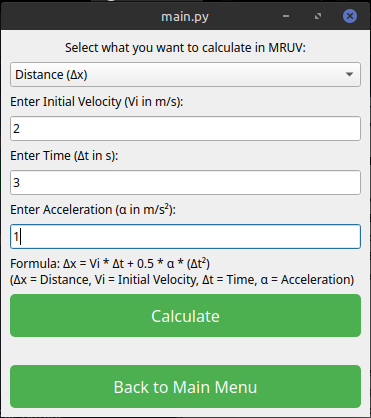 main.py
Select what you want to calculate in MRUV:
Distance (Δx)
Enter Initial Velocity (Vi in m/s):
2
Enter Time (Δt in s):
3
Enter Acceleration (α in m/s²):
1
Formula: Δx = Vi * Δt + 0.5 * α * (Δt²)
(Δx = Distance, Vi = Initial Velocity, Δt = Time, α = Acceleration)
Calculate
Back to Main Menu